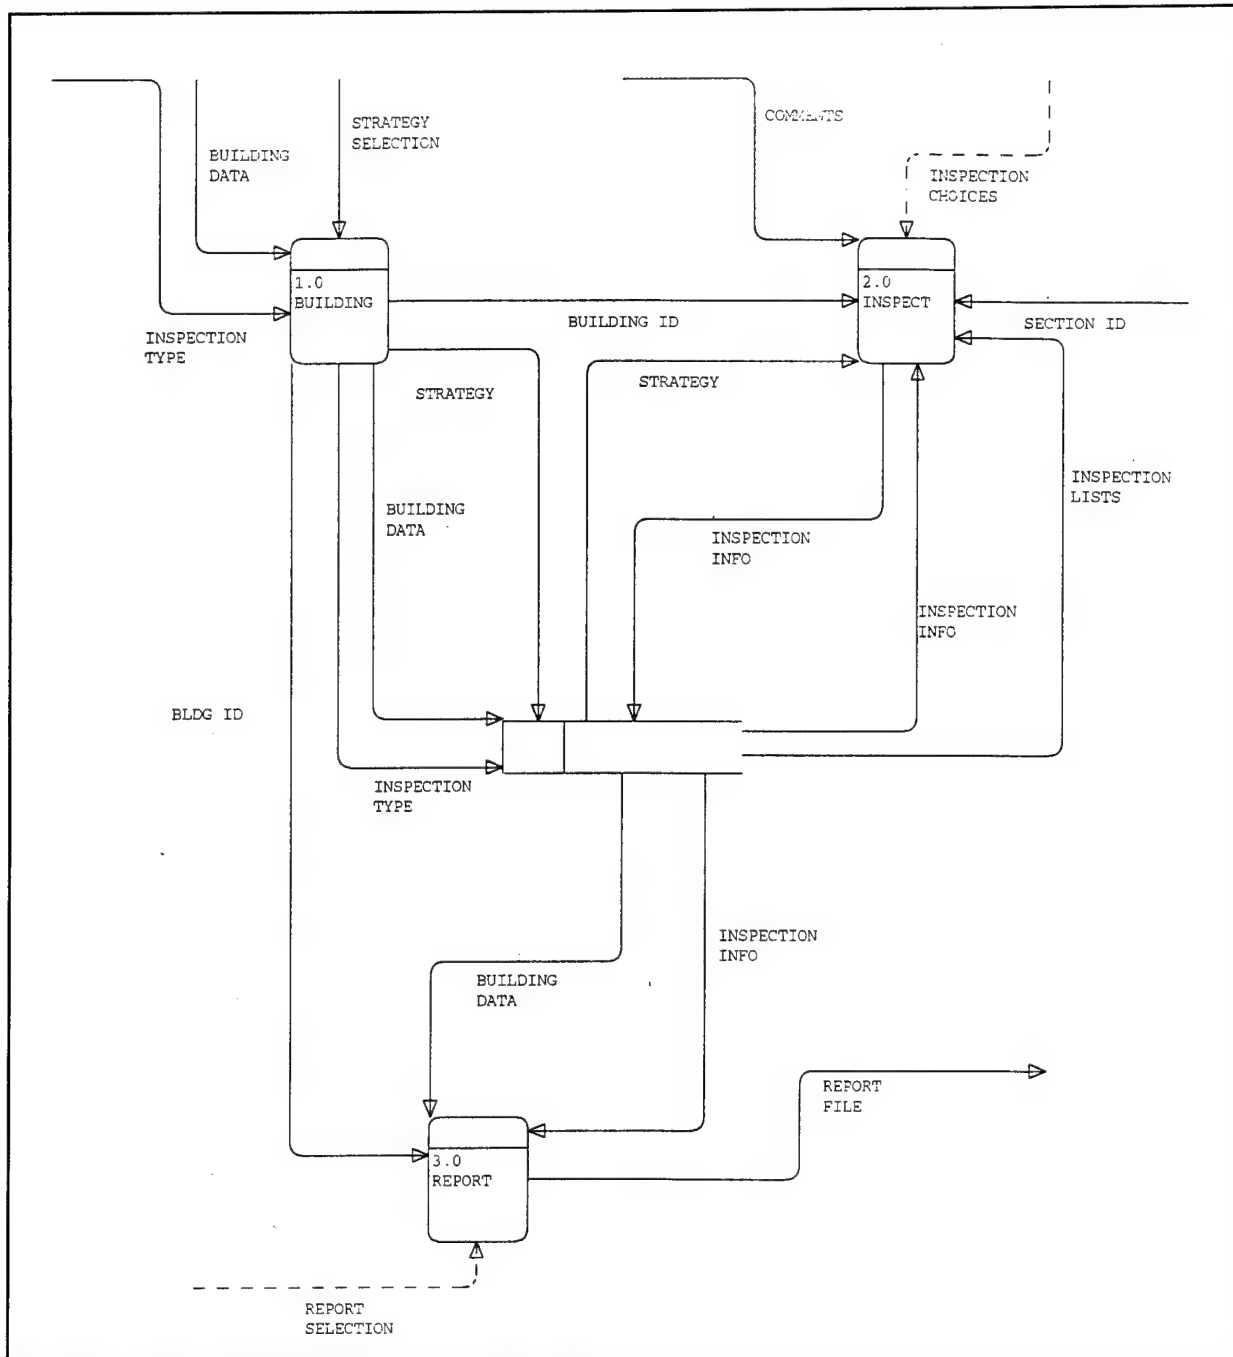 COMMENTS
STRATEGY
SELECTION
BUILDING
DATA
INSPECTION
CHOICES
1.0
BUILDING
2.0
INSPECT
BUILDING ID
SECTION ID
INSPECTION
TYPE
STRATEGY
STRATEGY
INSPECTION
LISTS
BUILDING
DATA
INSPECTION
INFO
INSPECTION
INFO
BLDG ID
INSPECTION
TYPE
INSPECTION
INFO
BUILDING
DATA
REPORT
FILE
3.0
REPORT
REPORT
SELECTION